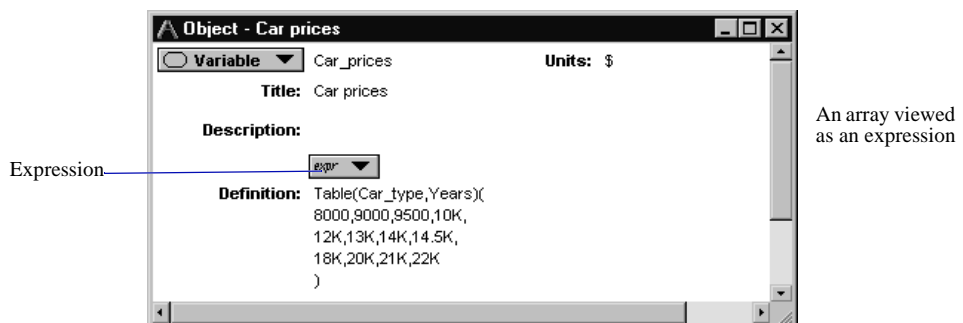 Object - Car prices
Variable Car_prices Units: $
Title: Car prices
An array viewed
as an expression
Description:
Expression
expr
Definition: Table(Car_type,Years)(
8000,9000,9500,10K,
12K,13K,14K,14.5K,
18K,20K,21K,22K
)